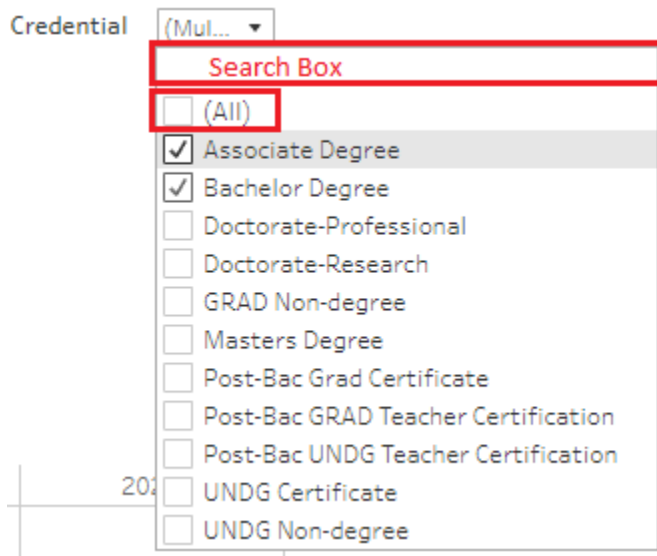 Credential (Mul...
Search Box
(All)
Associate Degree
Bachelor Degree
Doctorate-Professional
Doctorate-Research
GRAD Non-degree
Masters Degree
Post-Bac Grad Certificate
Post-Bac GRAD Teacher Certification
Post-Bac UNDG Teacher Certification
UNDG Certificate
UNDG Non-degree